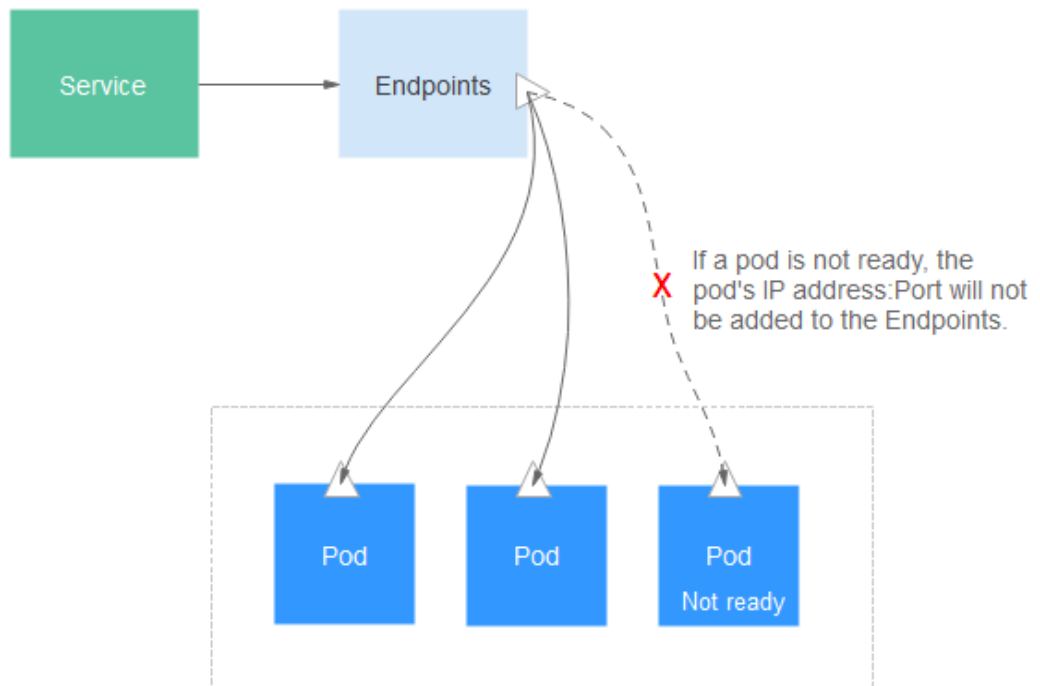 Service
Endpoints
If a pod is not ready, the
pod's IP address:Port will not
be added to the Endpoints.
X
Pod
Pod
Pod
Not ready